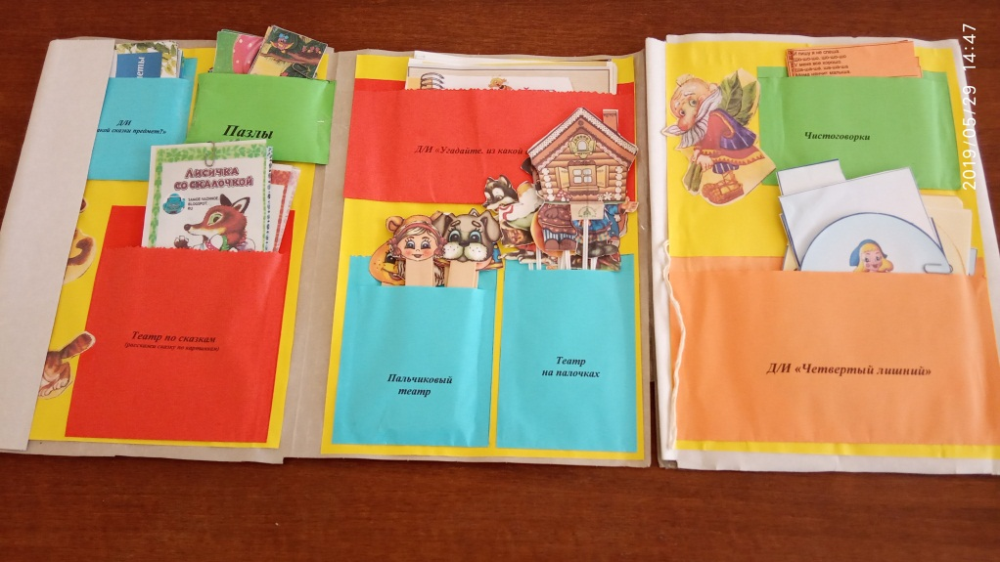 Д/И
сказки предмет?»
Пазлы
ЛИСИЧКА
СО СКАЛОЧКОЙ
Театр по сказкам
(расскажи сказку по картинкам)
Д/И «Угадайте, из какой
Пальчиковый
театр
Театр
на палочках
Чистоговорки
Д/И «Четвертый лишний»
2019/05/29 14:47